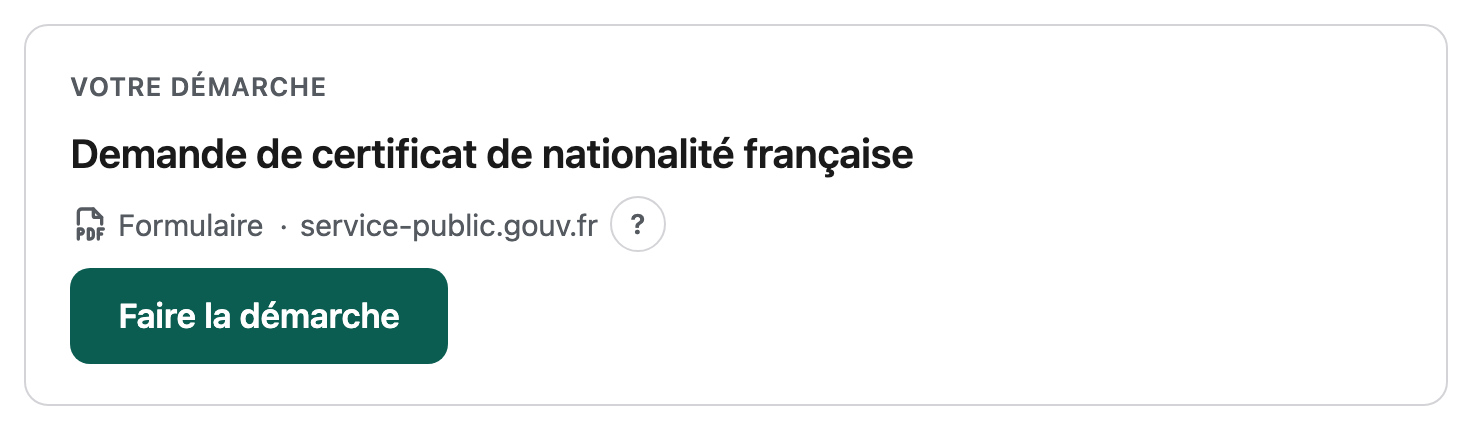 VOTRE DÉMARCHE
Demande de certificat de nationalité française
PDF Formulaire · service-public.gouv.fr ?
Faire la démarche